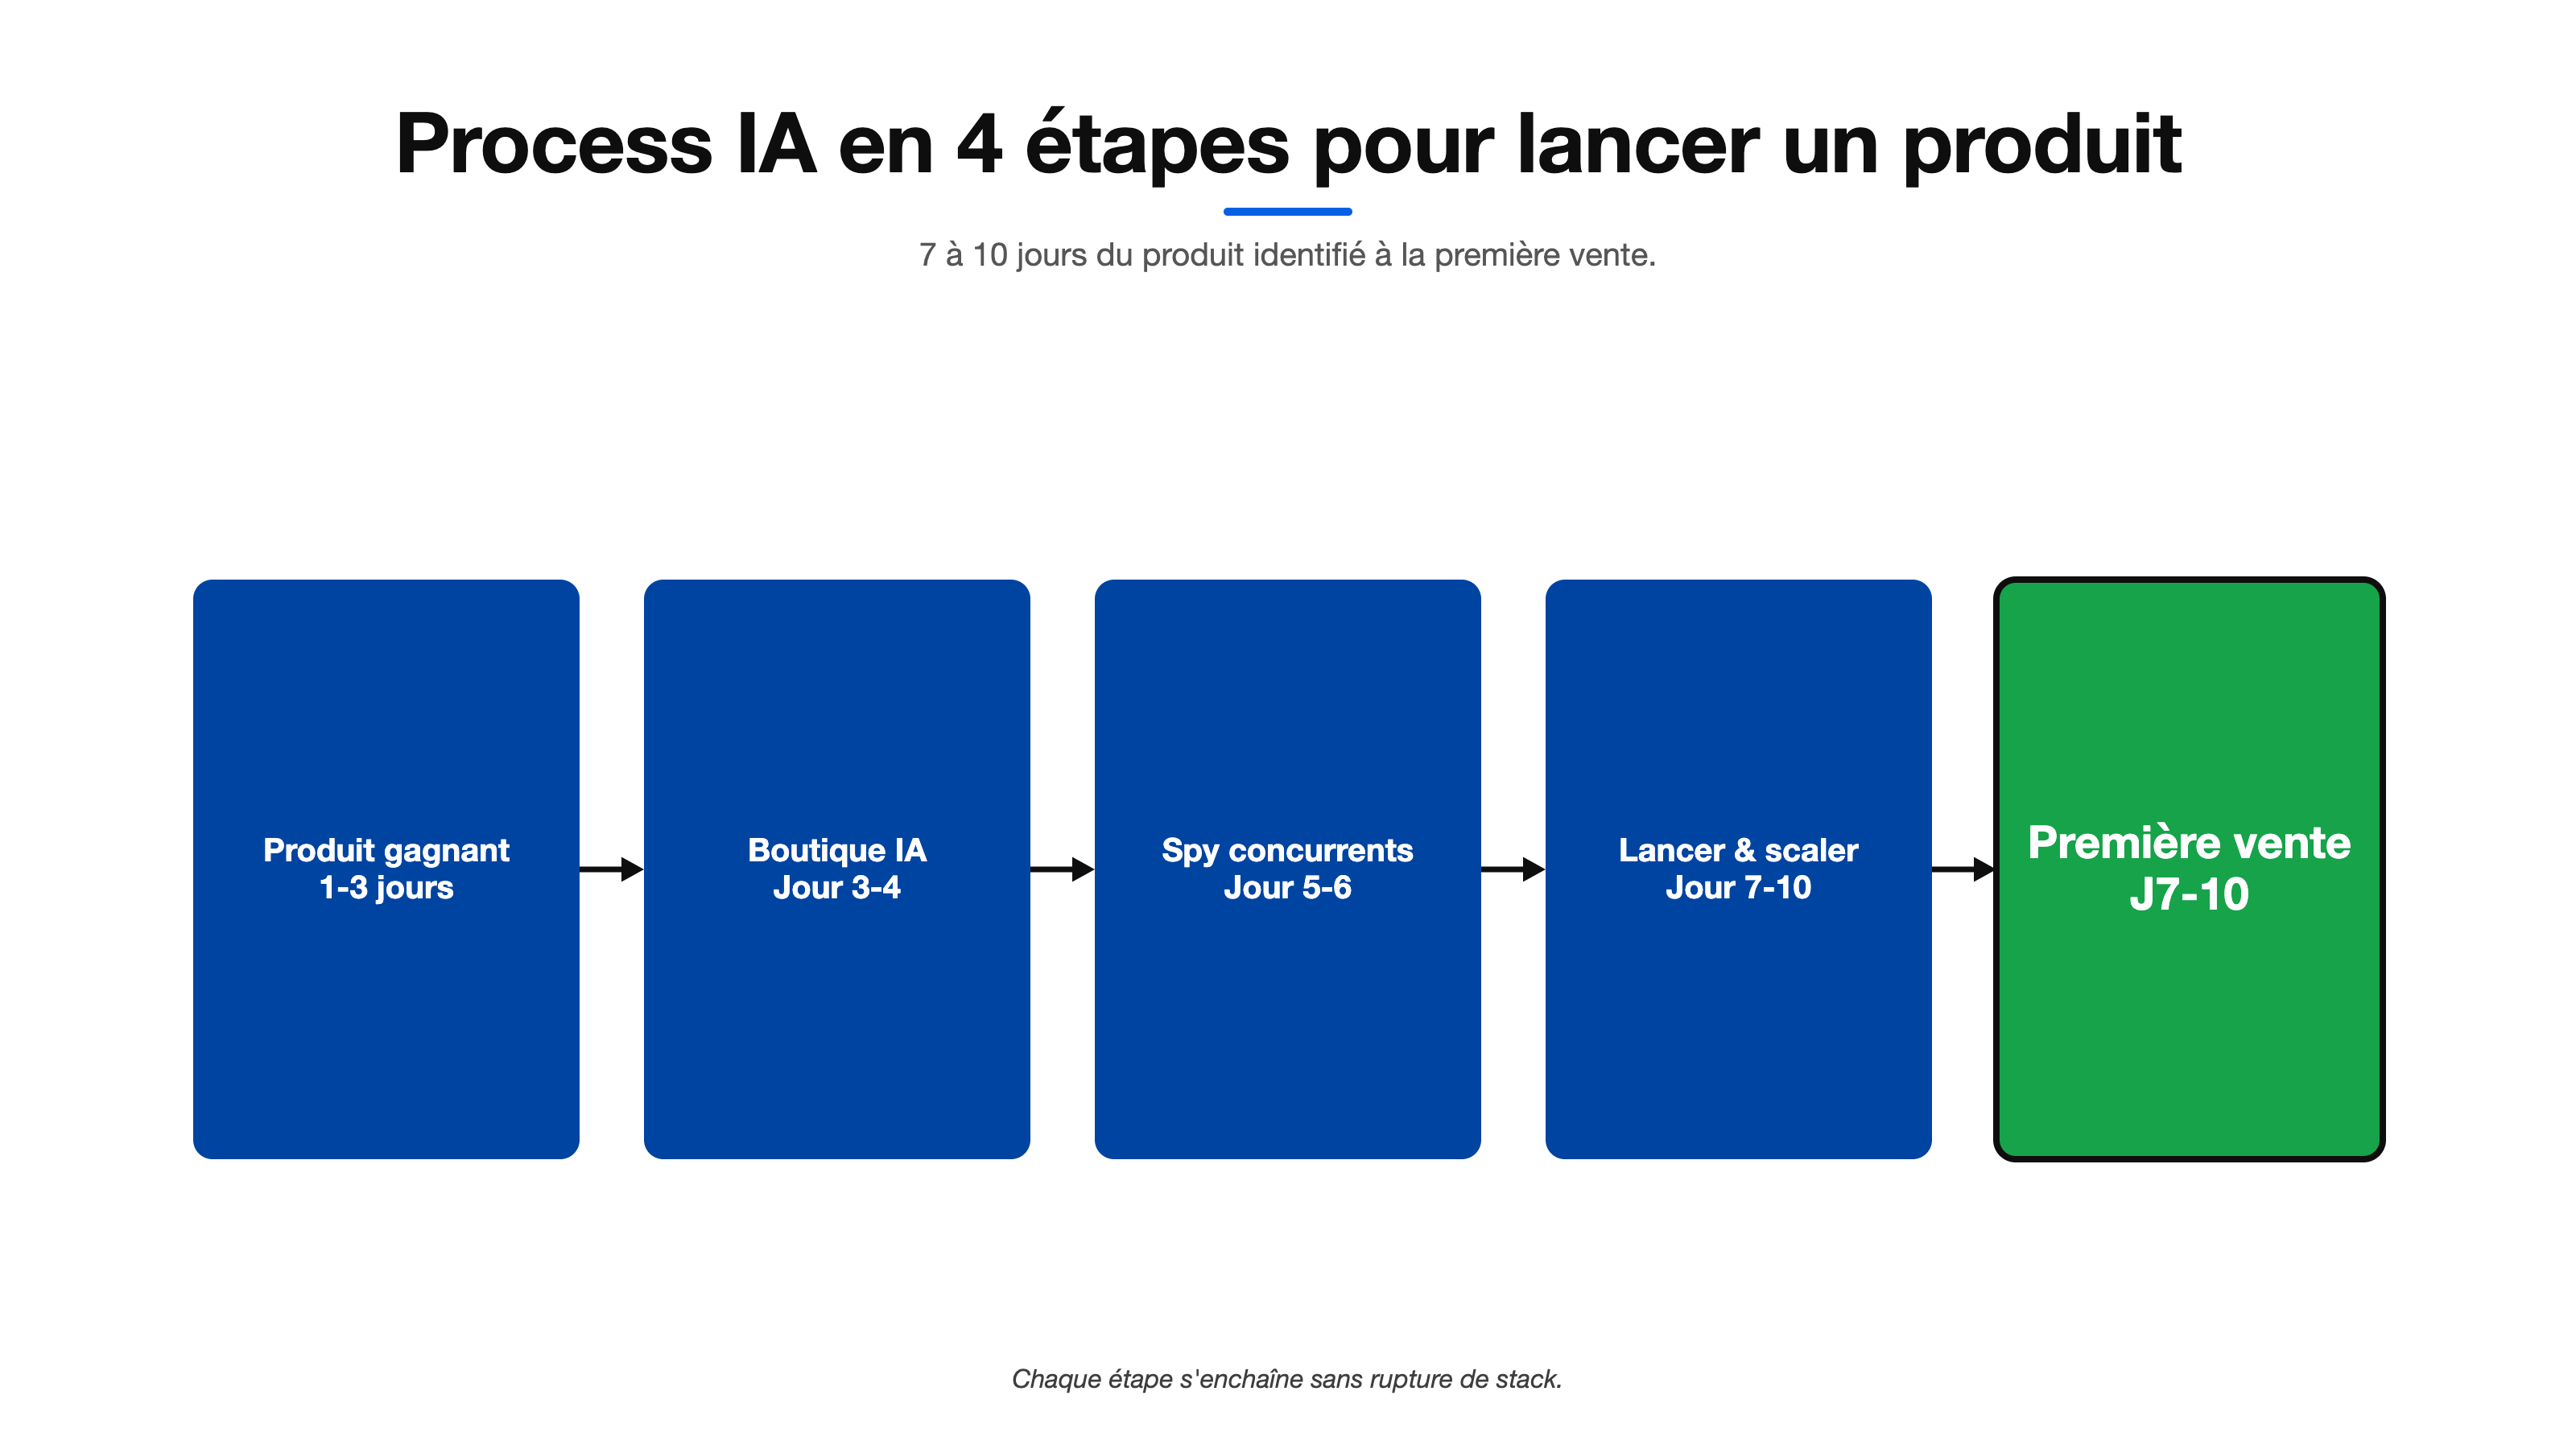 Process IA en 4 étapes pour lancer un produit
7 à 10 jours du produit identifié à la première vente.
Produit gagnant
1-3 jours
Boutique IA
Jour 3-4
Spy concurrents
Jour 5-6
Lancer & scaler
Jour 7-10
Première vente
J7-10
Chaque étape s'enchaîne sans rupture de stack.